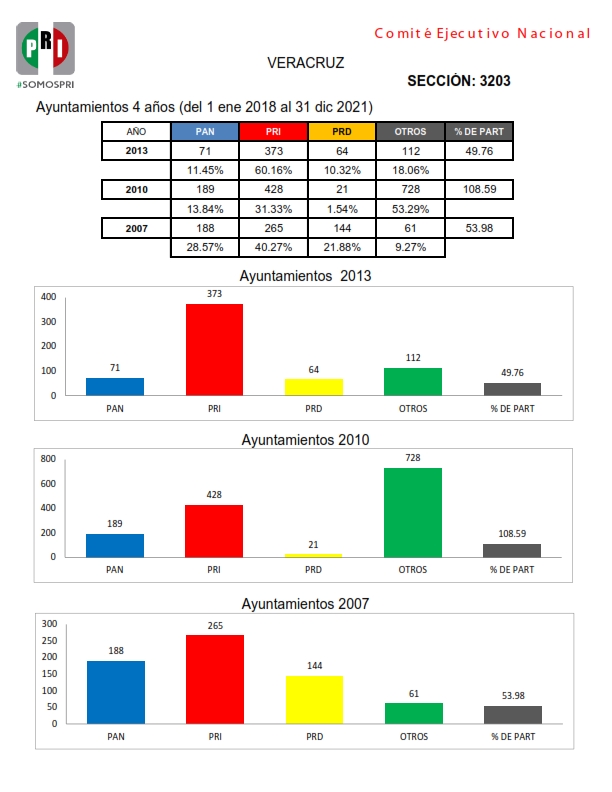 Comité Ejecutivo Nacional
PRI
#SOMOSPRI
VERACRUZ
SECCIÓN: 3203
Ayuntamientos 4 años (del 1 ene 2018 al 31 dic 2021)
AÑO PAN PRI PRD OTROS % DE PART
2013 71 373 64 112 49.76
11.45% 60.16% 10.32% 18.06%
2010 189 428 21 728 108.59
13.84% 31.33% 1.54% 53.29%
2007 188 265 144 61 53.98
28.57% 40.27% 21.88% 9.27%
Ayuntamientos 2013
400
300
200
100
0
71 373 64 112 49.76
PAN PRI PRD OTROS % DE PART
Ayuntamientos 2010
800
600
400
200
0
189 428 21 728 108.59
PAN PRI PRD OTROS % DE PART
Ayuntamientos 2007
300
250
200
150
100
50
0
188 265 144 61 53.98
PAN PRI PRD OTROS % DE PART